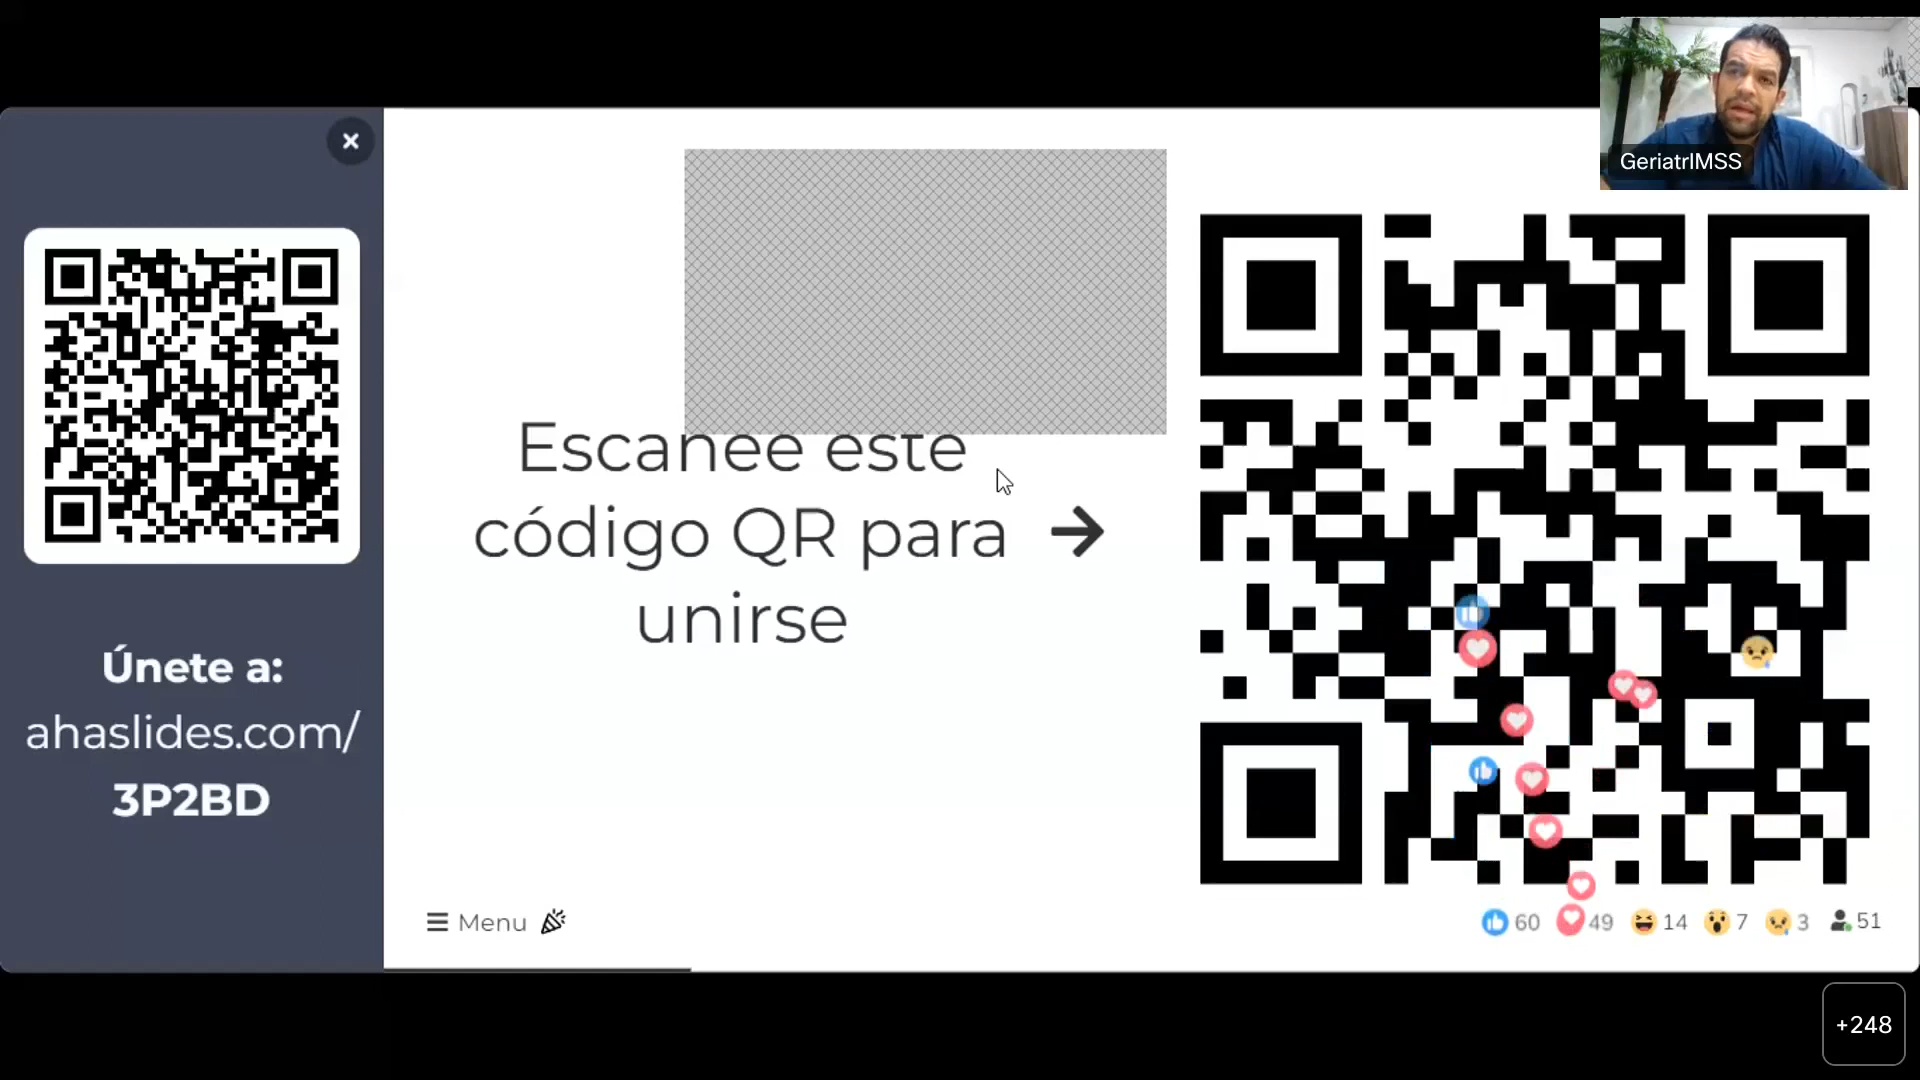 GeriatrIMSS
Escanee este
código QR para
unirse
Únete a:
ahaslides.com/
3P2BD
Menu
60 49 14 7 3 51
+248